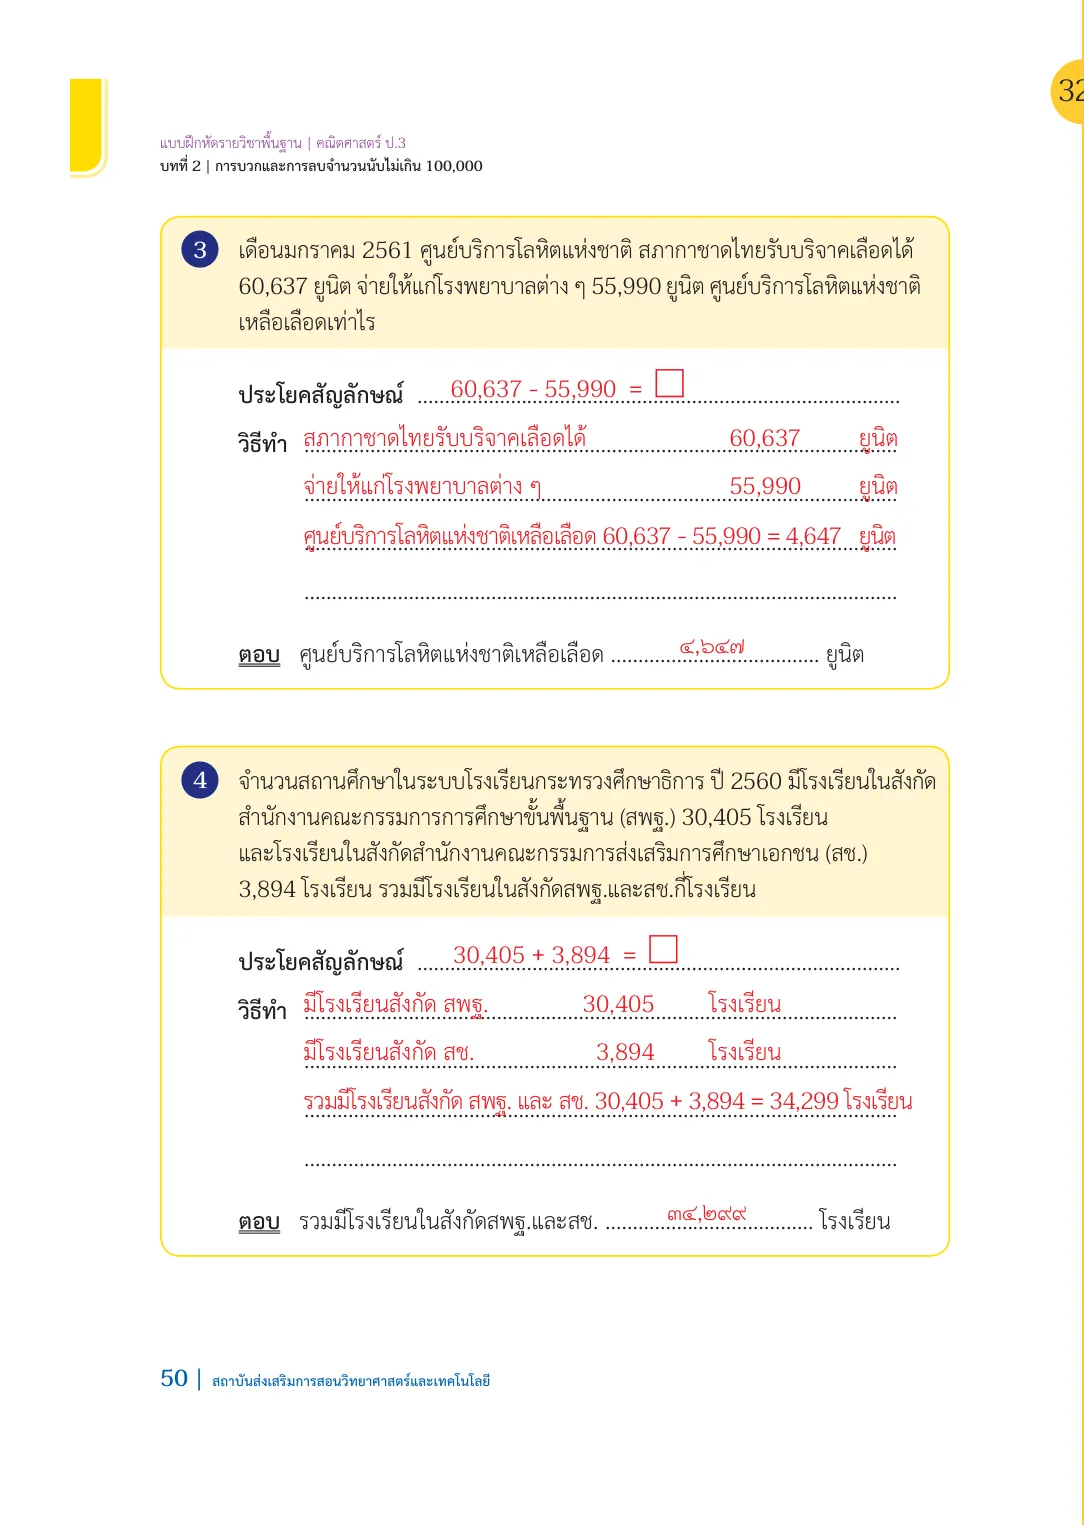 32
แบบฝึกหัดรายวิชาพื้นฐาน | คณิตศาสตร์ ป.3
บทที่ 2 | การบวกและการลบจำนวนนับไม่เกิน 100,000
3 เดือนมกราคม 2561 ศูนย์บริการโลหิตแห่งชาติ สภากาชาดไทยรับบริจาคเลือดได้
60,637 ยูนิต จ่ายให้แก่โรงพยาบาลต่าง ๆ 55,990 ยูนิต ศูนย์บริการโลหิตแห่งชาติ
เหลือเลือดเท่าไร
ประโยคสัญลักษณ์ 60,637 - 55,990 = □
วิธีทำ สภากาชาดไทยรับบริจาคเลือดได้ 60,637 ยูนิต
จ่ายให้แก่โรงพยาบาลต่าง ๆ 55,990 ยูนิต
ศูนย์บริการโลหิตแห่งชาติเหลือเลือด 60,637 - 55,990 = 4,647 ยูนิต
ตอบ ศูนย์บริการโลหิตแห่งชาติเหลือเลือด ๔,๖๔๗ ยูนิต
4 จำนวนสถานศึกษาในระบบโรงเรียนกระทรวงศึกษาธิการ ปี 2560 มีโรงเรียนในสังกัด
สำนักงานคณะกรรมการการศึกษาขั้นพื้นฐาน (สพฐ.) 30,405 โรงเรียน
และโรงเรียนในสังกัดสำนักงานคณะกรรมการส่งเสริมการศึกษาเอกชน (สช.)
3,894 โรงเรียน รวมมีโรงเรียนในสังกัดสพฐ.และสช.กี่โรงเรียน
ประโยคสัญลักษณ์ 30,405 + 3,894 = □
วิธีทำ มีโรงเรียนสังกัด สพฐ. 30,405 โรงเรียน
มีโรงเรียนสังกัด สช. 3,894 โรงเรียน
รวมมีโรงเรียนสังกัด สพฐ. และ สช. 30,405 + 3,894 = 34,299 โรงเรียน
ตอบ รวมมีโรงเรียนในสังกัดสพฐ.และสช. ๓๔,๒๙๙ โรงเรียน
50 | สถาบันส่งเสริมการสอนวิทยาศาสตร์และเทคโนโลยี